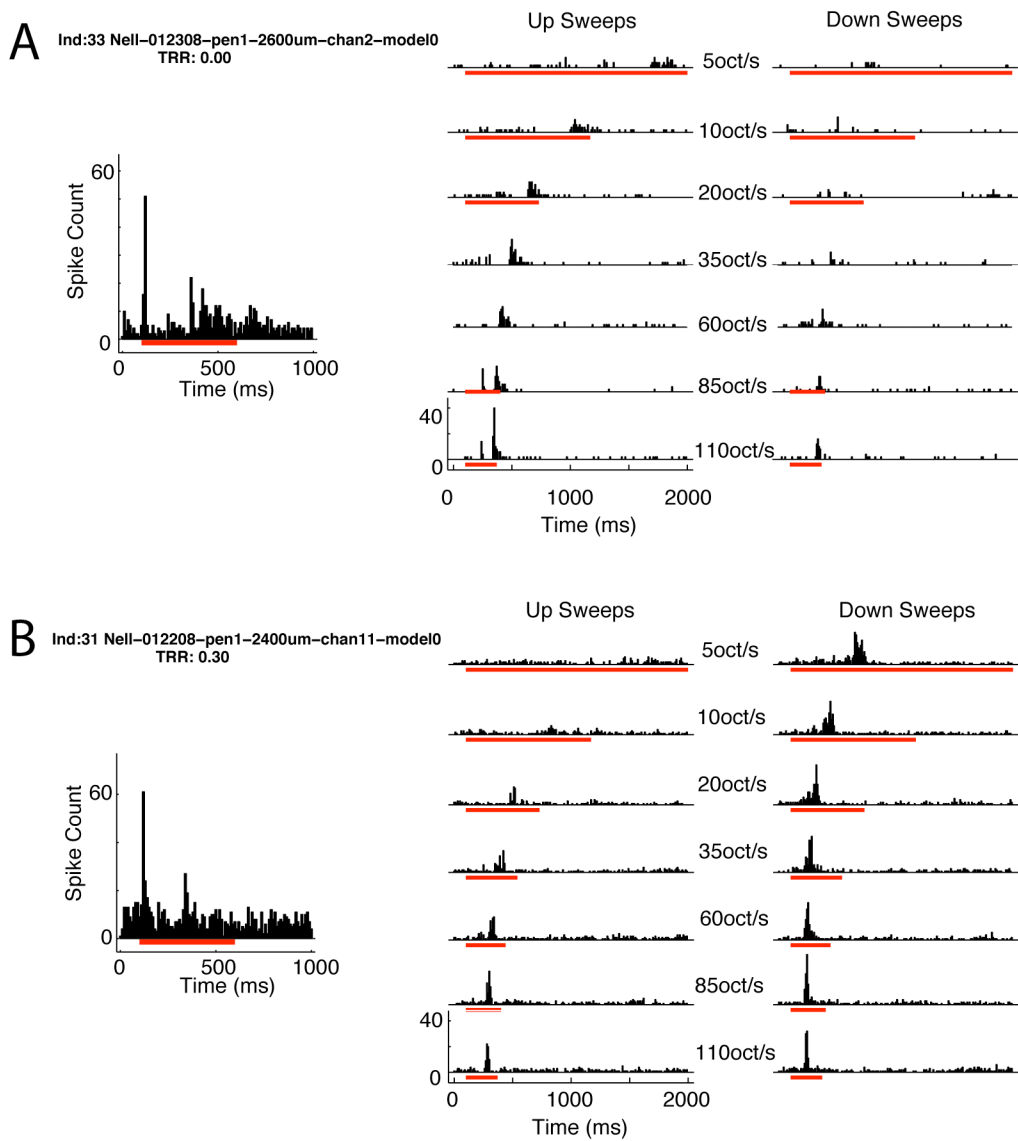 A
Ind:33 Nell-012308-pen1-2600um-chan2-model0
TRR: 0.00
Spike Count
60
0
0
500
1000
Time (ms)
Up Sweeps
Down Sweeps
5oct/s
10oct/s
20oct/s
35oct/s
60oct/s
85oct/s
110oct/s
40
0
0
1000
2000
Time (ms)
B
Ind:31 Nell-012208-pen1-2400um-chan11-model0
TRR: 0.30
Spike Count
60
0
0
500
1000
Time (ms)
Up Sweeps
Down Sweeps
5oct/s
10oct/s
20oct/s
35oct/s
60oct/s
85oct/s
110oct/s
40
0
0
1000
2000
Time (ms)